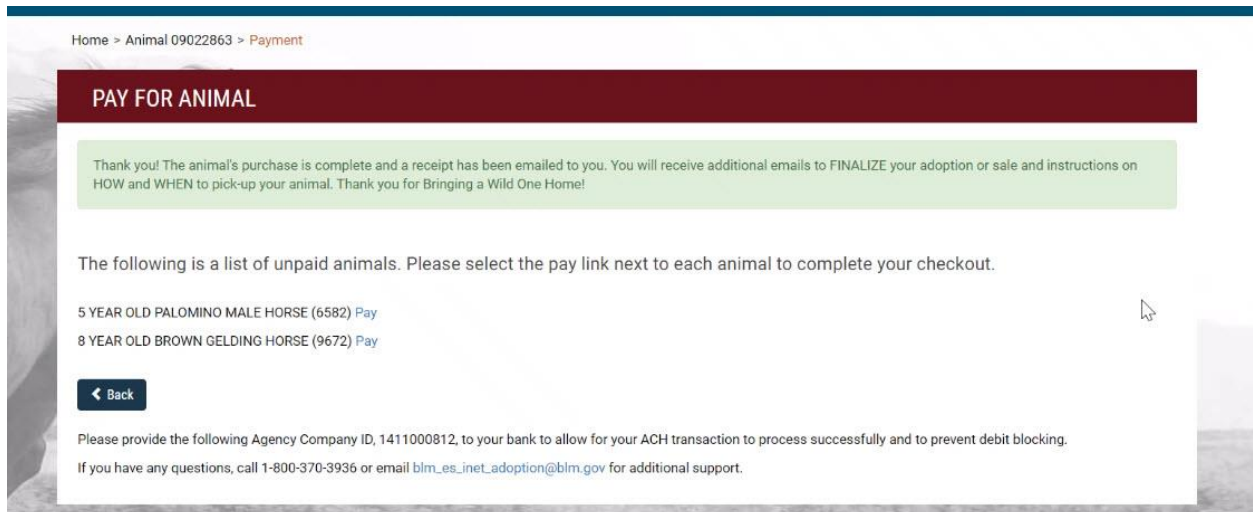 Home > Animal 09022863 > Payment
PAY FOR ANIMAL
Thank you! The animal's purchase is complete and a receipt has been emailed to you. You will receive additional emails to FINALIZE your adoption or sale and instructions on
HOW and WHEN to pick-up your animal. Thank you for Bringing a Wild One Home!
The following is a list of unpaid animals. Please select the pay link next to each animal to complete your checkout.
5 YEAR OLD PALOMINO MALE HORSE (6582) Pay
8 YEAR OLD BROWN GELDING HORSE (9672) Pay
Back
Please provide the following Agency Company ID, 1411000812, to your bank to allow for your ACH transaction to process successfully and to prevent debit blocking.
If you have any questions, call 1-800-370-3936 or email blm_es_inet_adoption@blm.gov for additional support.